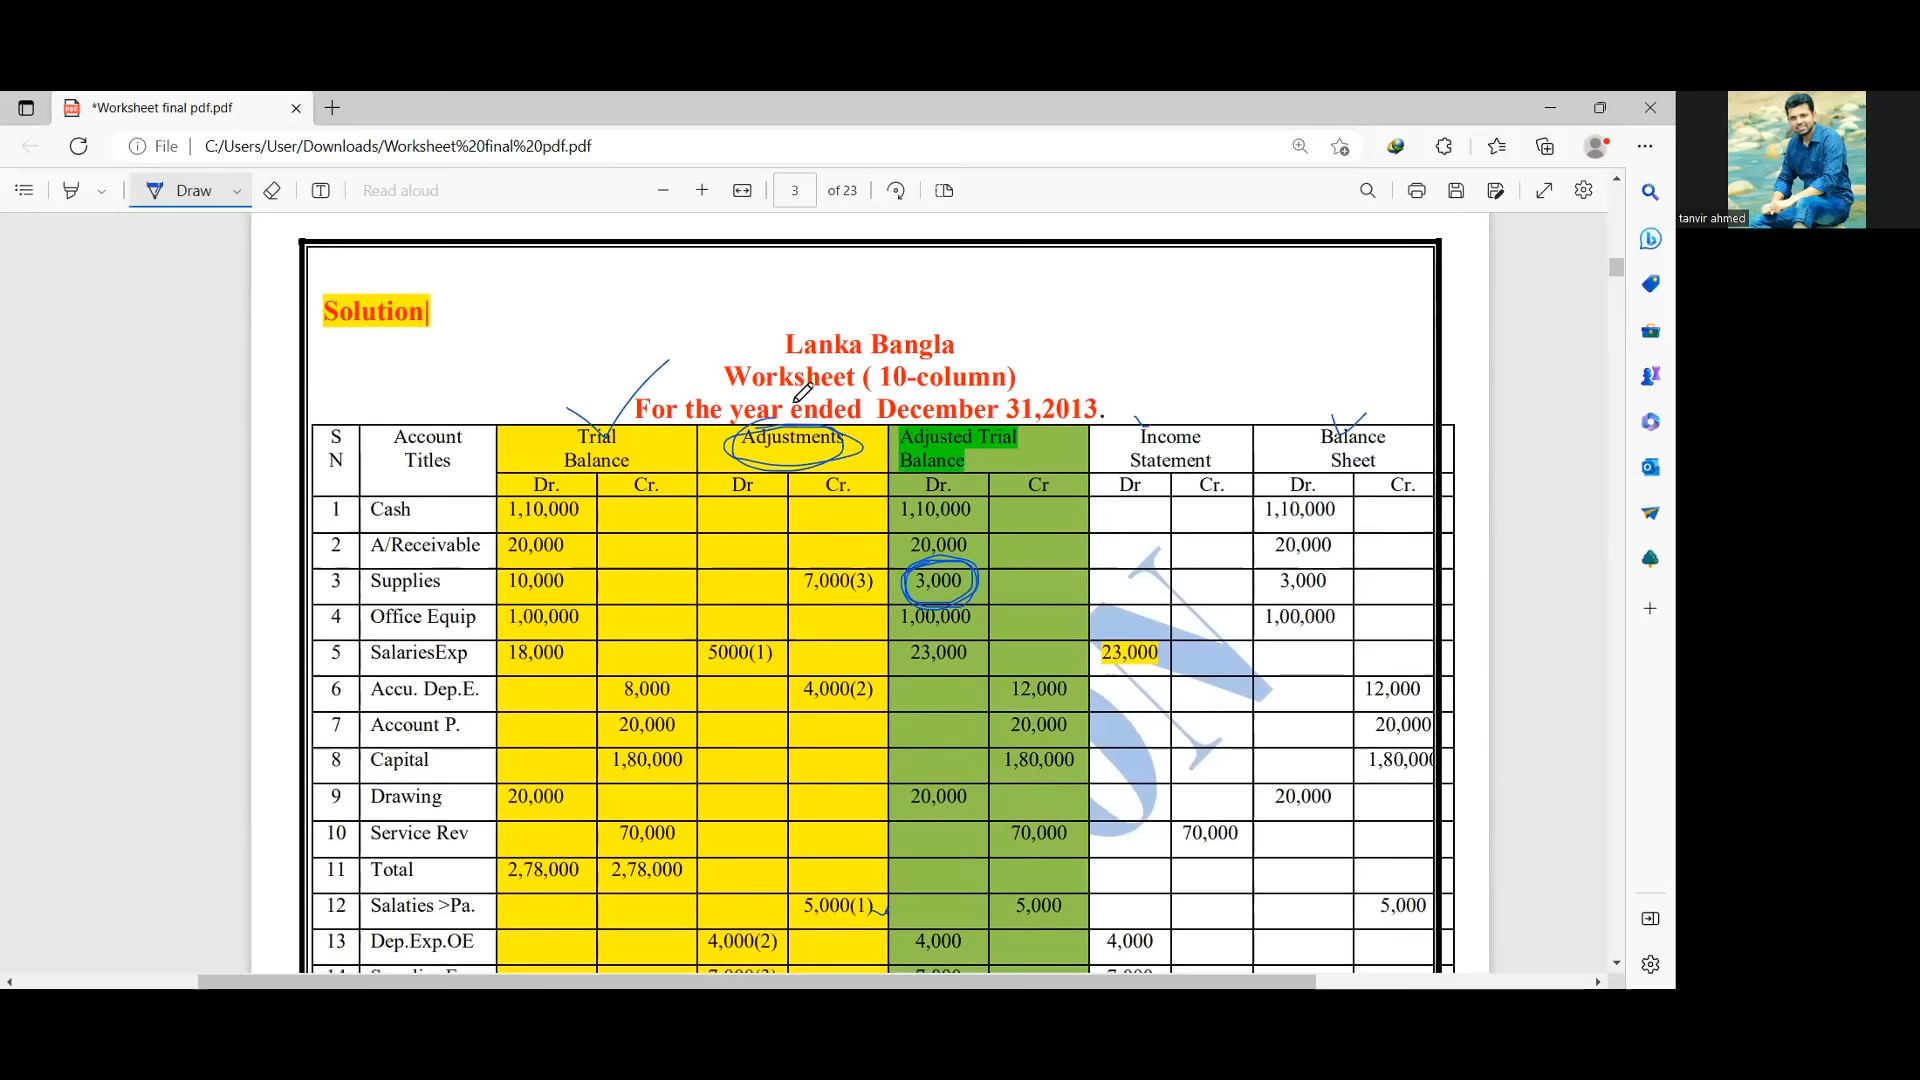 *Worksheet final pdf.pdf
File
C:/Users/User/Downloads/Worksheet%20final%20pdf.pdf
Draw
Read aloud
3 of 23
tanvir ahmed
Solution|
Lanka Bangla
Worksheet ( 10-column)
For the year ended December 31,2013.
S N Account Titles Trial Balance Adjustments Adjusted Trial Balance Income Statement Balance Sheet
Dr. Cr. Dr Cr. Dr. Cr Dr Cr. Dr. Cr.
1 Cash 1,10,000 1,10,000 1,10,000
2 A/Receivable 20,000 20,000 20,000
3 Supplies 10,000 7,000(3) 3,000 3,000
4 Office Equip 1,00,000 1,00,000 1,00,000
5 SalariesExp 18,000 5000(1) 23,000 23,000
6 Accu. Dep.E. 8,000 4,000(2) 12,000 12,000
7 Account P. 20,000 20,000 20,000
8 Capital 1,80,000 1,80,000 1,80,000
9 Drawing 20,000 20,000 20,000
10 Service Rev 70,000 70,000 70,000
11 Total 2,78,000 2,78,000
12 Salaties >Pa. 5,000(1) 5,000 5,000
13 Dep.Exp.OE 4,000(2) 4,000 4,000